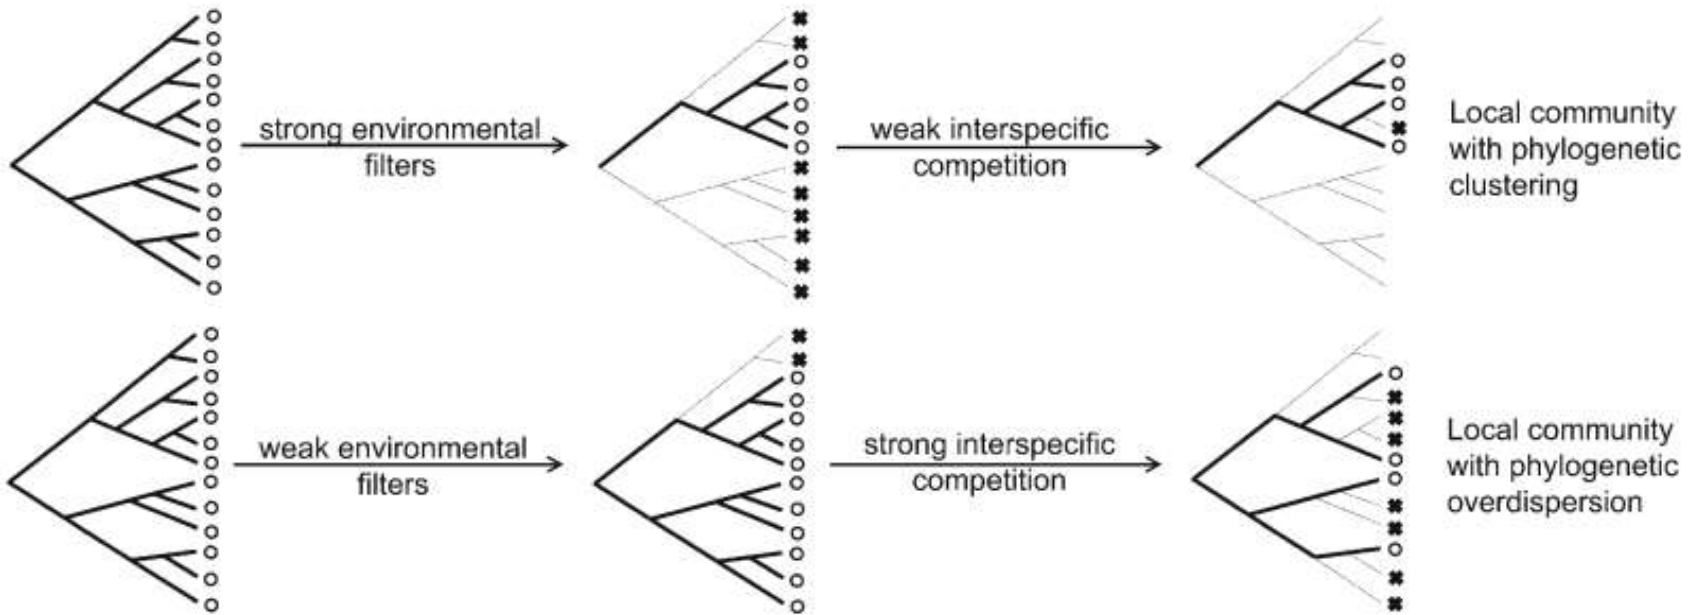 strong environmental
filters
weak interspecific
competition
Local community
with phylogenetic
clustering
weak environmental
filters
strong interspecific
competition
Local community
with phylogenetic
overdispersion